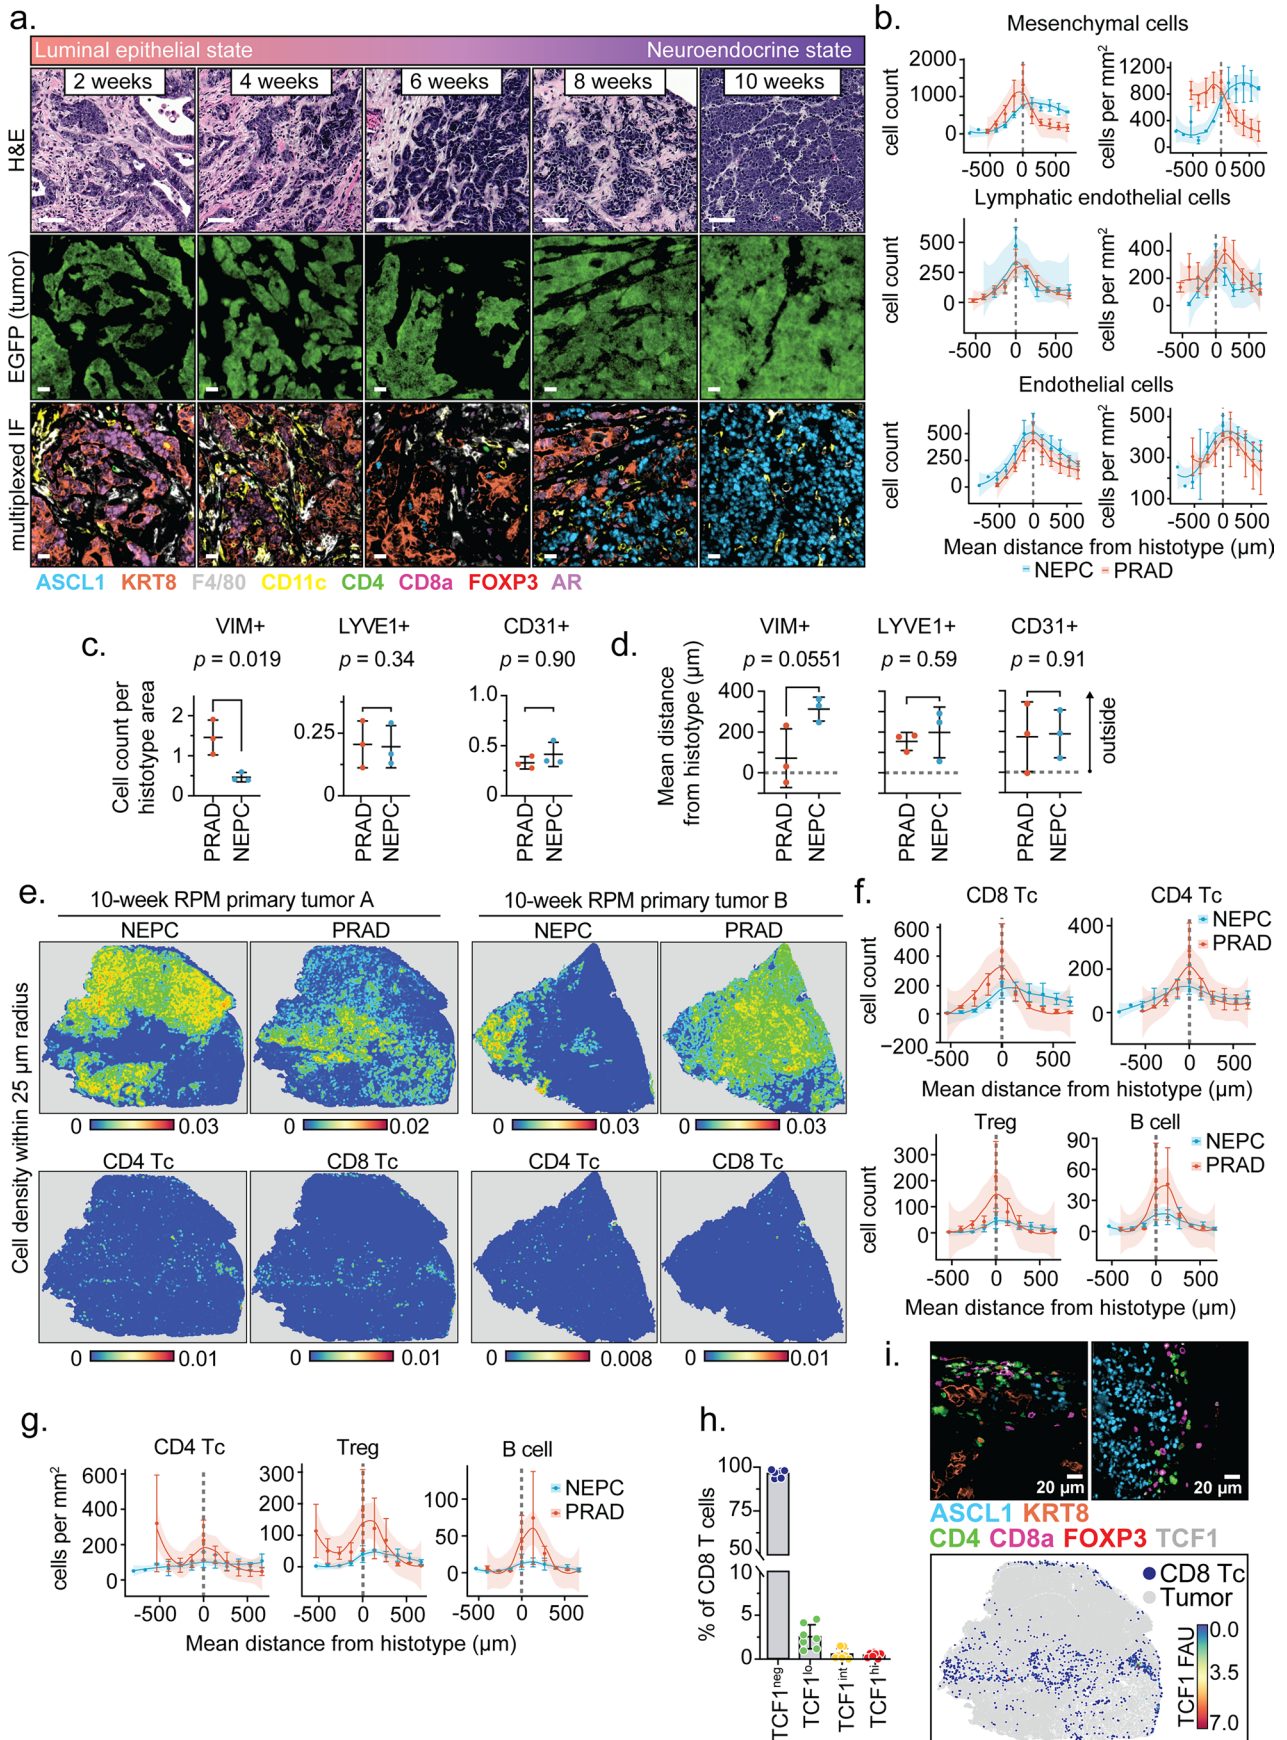 a.
Luminal epithelial state Neuroendocrine state
2 weeks 4 weeks 6 weeks 8 weeks 10 weeks
H&E
EGFP (tumor)
multiplexed IF
ASCL1 KRT8 F4/80 CD11c CD4 CD8a FOXP3 AR
b.
Mesenchymal cells
cell count
2000
1000
0
-500 0 500
cells per mm²
1200
800
400
0
-500 0 500
Lymphatic endothelial cells
cell count
500
250
0
-500 0 500
cells per mm²
400
200
0
-500 0 500
Endothelial cells
cell count
500
250
0
-500 0 500
cells per mm²
500
300
100
-500 0 500
Mean distance from histotype (µm)
NEPC PRAD
c.
Cell count per
histotype area
VIM+
p = 0.019
2
1
0
PRAD
NEPC
LYVE1+
p = 0.34
0.25
0
PRAD
NEPC
CD31+
p = 0.90
1.0
0.5
0
PRAD
NEPC
d.
Mean distance
from histotype (µm)
VIM+
p = 0.0551
400
200
0
PRAD
NEPC
LYVE1+
p = 0.59
PRAD
NEPC
CD31+
p = 0.91
PRAD
NEPC
outside
e.
Cell density within 25 µm radius
10-week RPM primary tumor A
NEPC PRAD
0 0.03 0 0.02
CD4 Tc CD8 Tc
0 0.01 0 0.01
10-week RPM primary tumor B
NEPC PRAD
0 0.03 0 0.03
CD4 Tc CD8 Tc
0 0.008 0 0.01
f.
CD8 Tc
cell count
600
400
200
0
−200
-500 0 500
CD4 Tc
NEPC
PRAD
400
200
0
-500 0 500
Mean distance from histotype (µm)
Treg
cell count
300
200
100
0
-500 0 500
B cell
NEPC
PRAD
90
60
30
0
-500 0 500
Mean distance from histotype (µm)
g.
CD4 Tc
cells per mm²
600
400
200
0
-500 0 500
Treg
300
200
100
0
-500 0 500
B cell
NEPC
PRAD
100
50
0
-500 0 500
Mean distance from histotype (µm)
h.
% of CD8 T cells
100
75
50
10
5
0
TCF1neg
TCF1lo
TCF1int
TCF1hi
i.
20 µm 20 µm
ASCL1 KRT8
CD4 CD8a FOXP3 TCF1
CD8 Tc
Tumor
TCF1 FAU
0.0
3.5
7.0